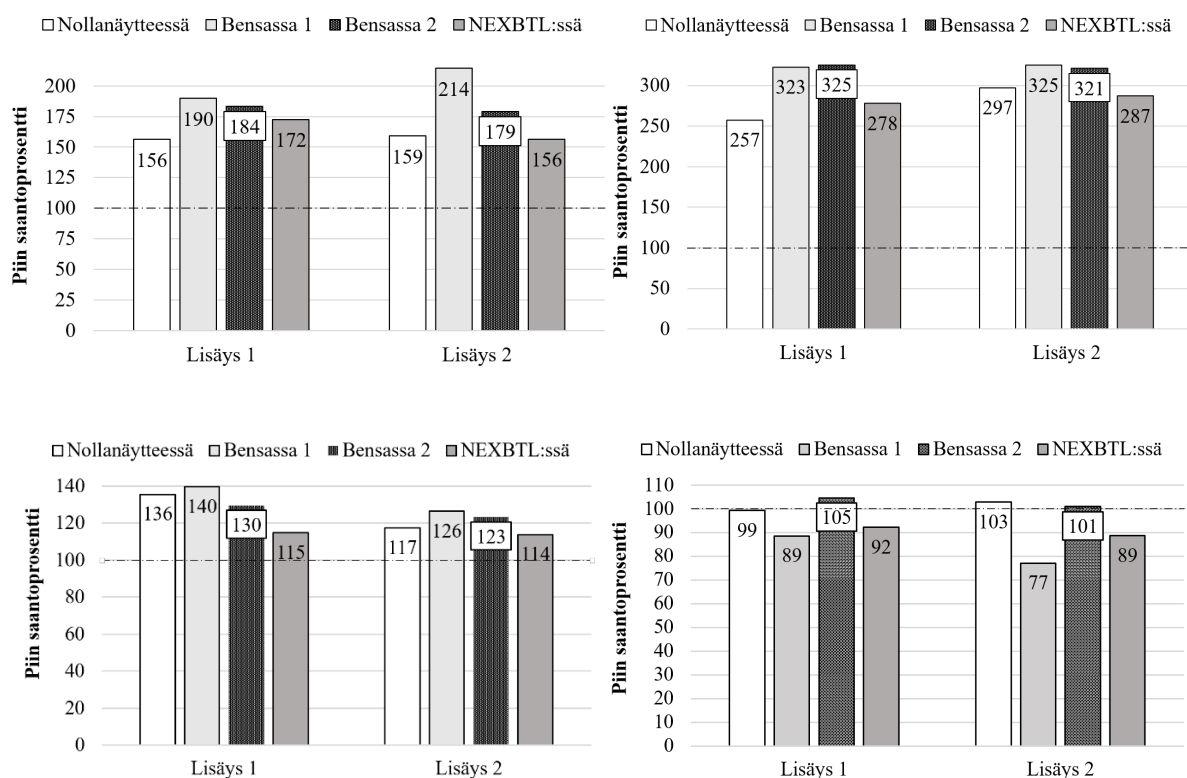 Nollanäytteessä Bensassa 1 Bensassa 2 NEXBTL:ssä
Piin saantoprosentti
200
175
150
125
100
75
50
25
0
156 190 184 172
159 214 179 156
Lisäys 1 Lisäys 2
Nollanäytteessä Bensassa 1 Bensassa 2 NEXBTL:ssä
Piin saantoprosentti
300
250
200
150
100
50
0
257 323 325 278
297 325 321 287
Lisäys 1 Lisäys 2
Nollanäytteessä Bensassa 1 Bensassa 2 NEXBTL:ssä
Piin saantoprosentti
140
120
100
80
60
40
20
0
136 140 130 115
117 126 123 114
Lisäys 1 Lisäys 2
Nollanäytteessä Bensassa 1 Bensassa 2 NEXBTL:ssä
Piin saantoprosentti
110
100
90
80
70
60
50
40
30
20
10
0
99 89 105 92
103 77 101 89
Lisäys 1 Lisäys 2